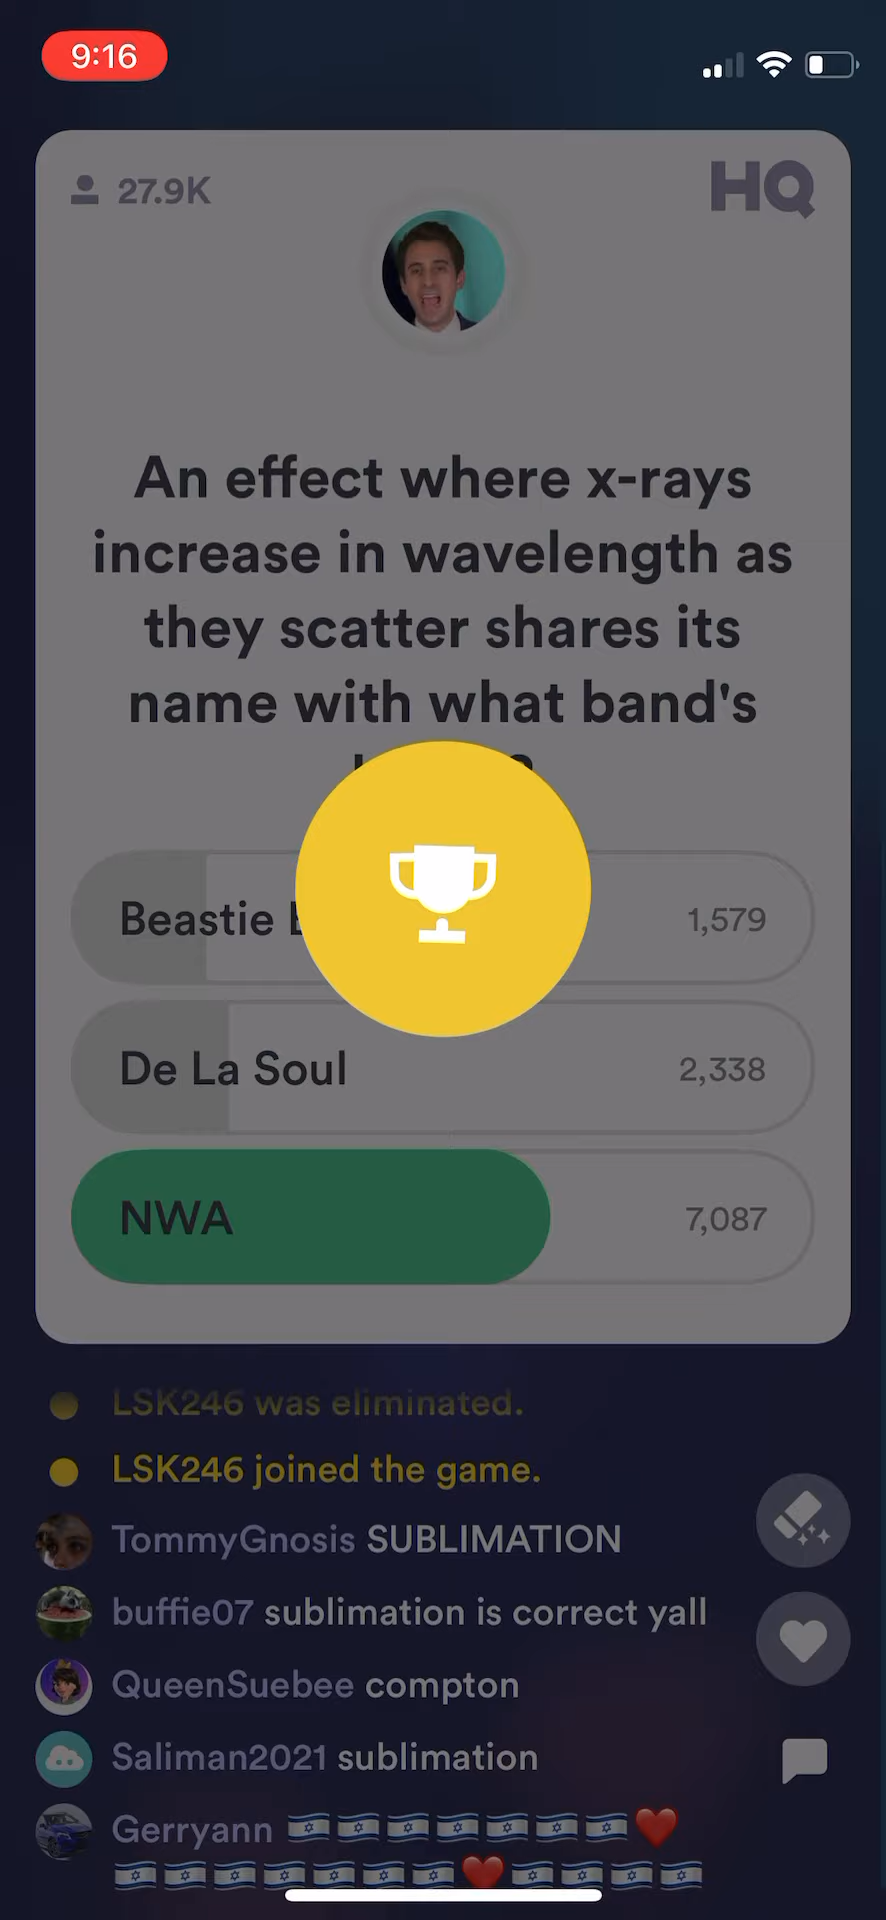 9:16
27.9K
HQ
An effect where x-rays
increase in wavelength as
they scatter shares its
name with what band's
Beastie
1,579
De La Soul
2,338
NWA
7,087
LSK246 was eliminated.
LSK246 joined the game.
TommyGnosis SUBLIMATION
buffie07 sublimation is correct yall
QueenSuebee compton
Saliman2021 sublimation
Gerryann